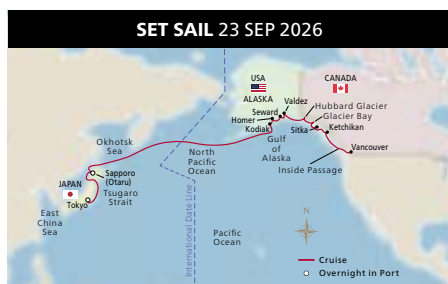 SET SAIL 23 SEP 2026
USA
ALASKA
CANADA
Valdez
Seward
Hubbard Glacier
Glacier Bay
Homer
Kodiak
Sitka
Ketchikan
Gulf
of
Alaska
Vancouver
Inside Passage
Okhotsk
Sea
North
Pacific
Ocean
Sapporo
(Otaru)
JAPAN
Tsugaro
Strait
Tokyo
East
China
Sea
International Date Line
Pacific
Ocean
N
Cruise
Overnight in Port